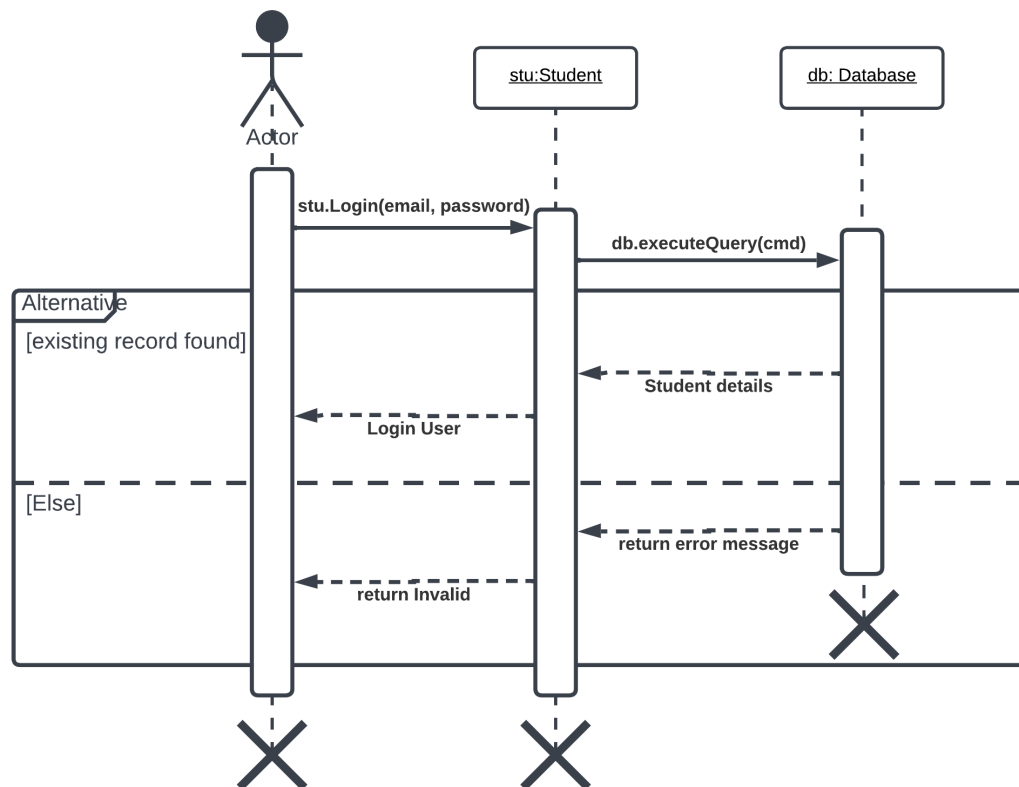 stu:Student
db: Database
Actor
stu.Login(email, password)
db.executeQuery(cmd)
Alternative
[existing record found]
Student details
Login User
[Else]
return error message
return Invalid